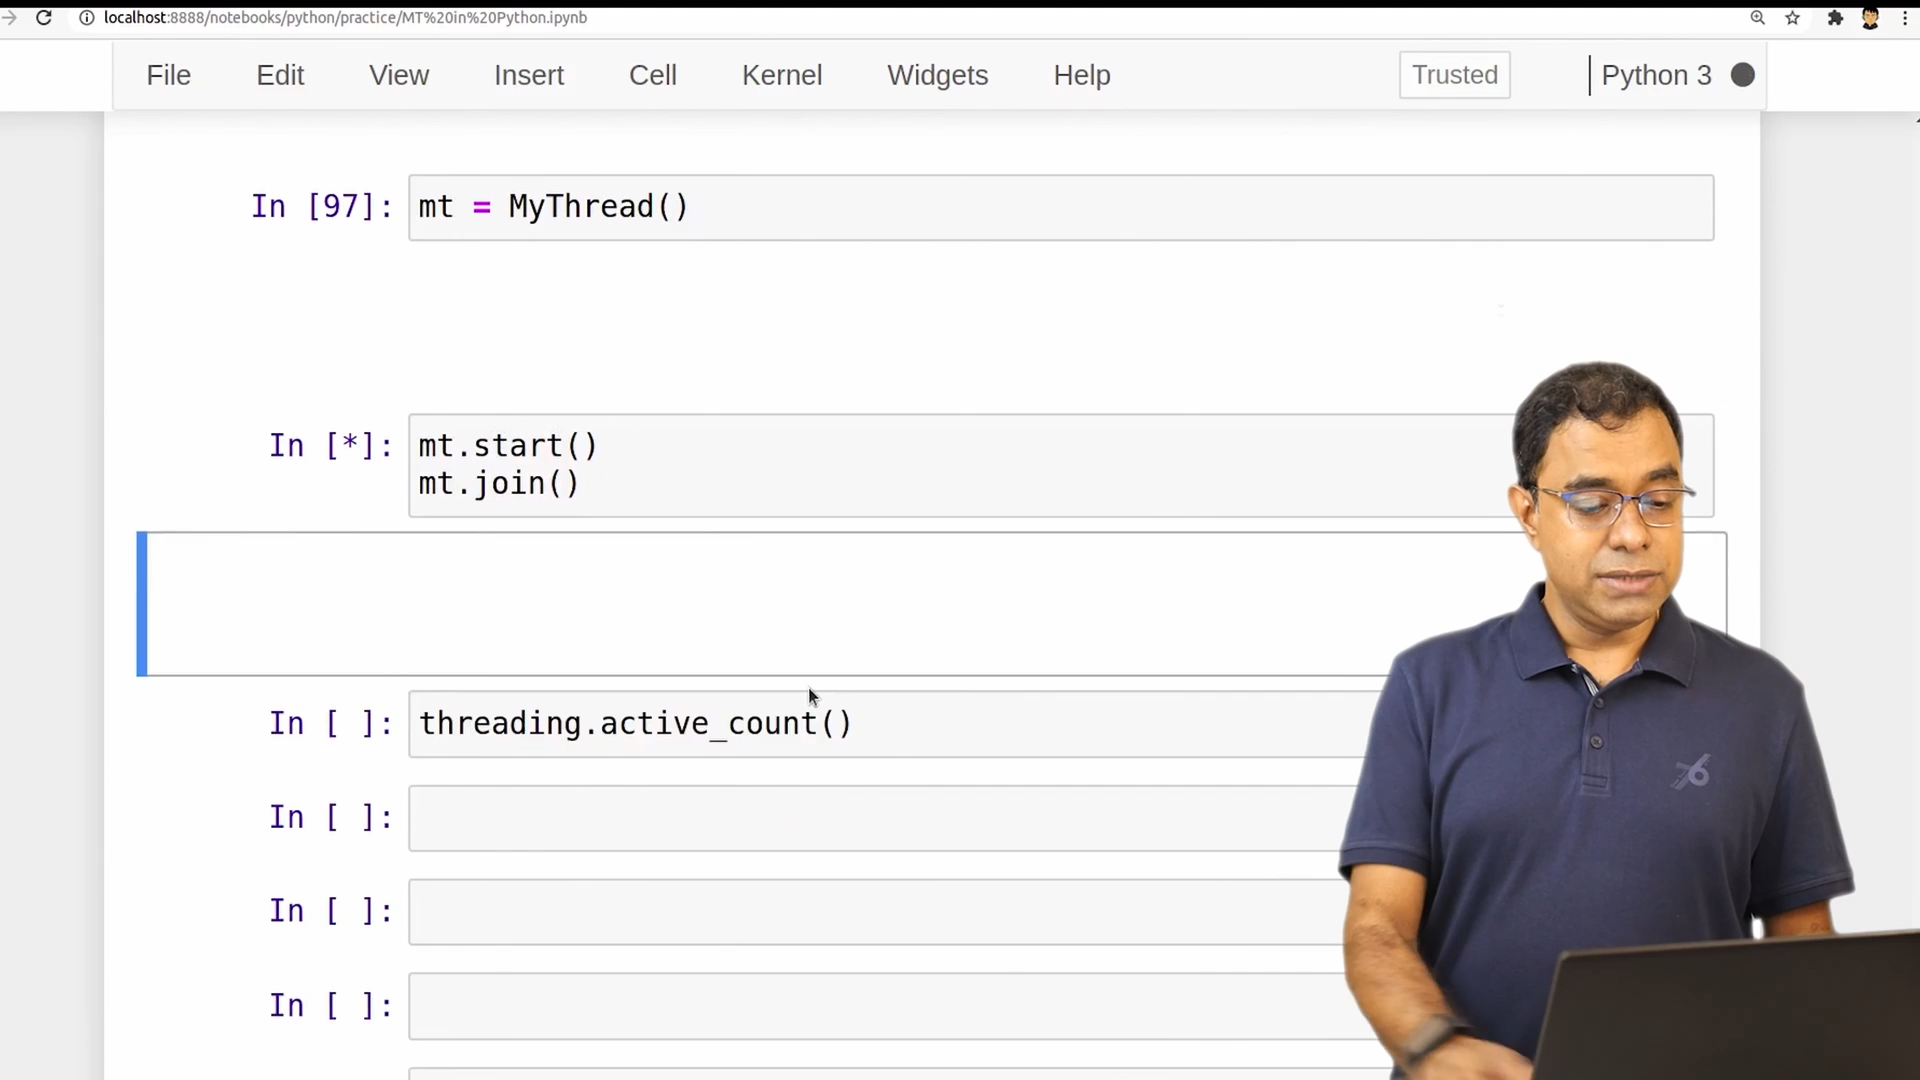 localhost:8888/notebooks/python/practice/MT%20in%20Python.ipynb
File Edit View Insert Cell Kernel Widgets Help Trusted Python 3
In [97]: mt = MyThread()
In [*]: mt.start()
mt.join()
In [ ]: threading.active_count()
In [ ]:
In [ ]:
In [ ]:
76